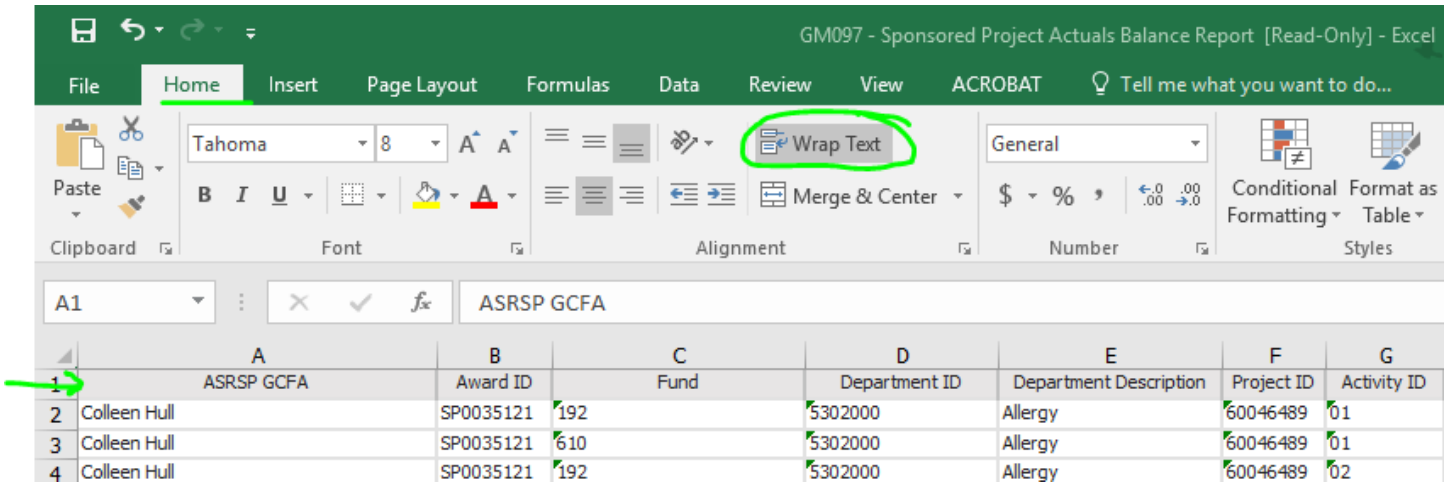 GM097 - Sponsored Project Actuals Balance Report [Read-Only] - Excel
File Home Insert Page Layout Formulas Data Review View ACROBAT Tell me what you want to do...
Tahoma 8 A A Wrap Text General
Paste B I U A Merge & Center $ % , .0 .00 .00 .0 Conditional Formatting Format as Table
Clipboard Font Alignment Number Styles
A1 fx ASRSP GCFA
A B C D E F G
1 ASRSP GCFA Award ID Fund Department ID Department Description Project ID Activity ID
2 Colleen Hull SP0035121 192 5302000 Allergy 60046489 01
3 Colleen Hull SP0035121 610 5302000 Allergy 60046489 01
4 Colleen Hull SP0035121 192 5302000 Allergy 60046489 02